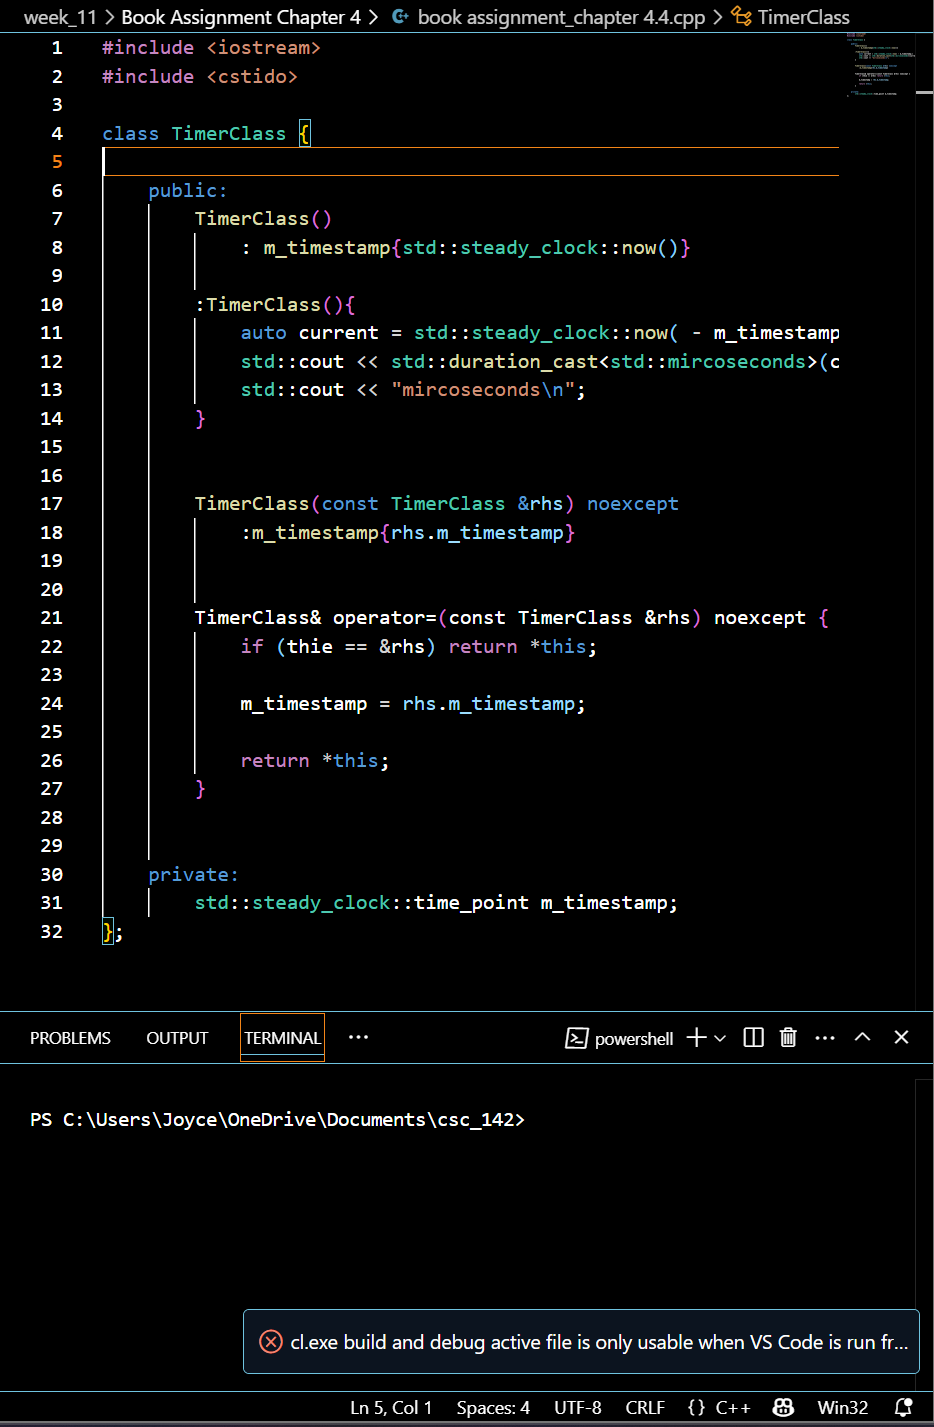 week_11 > Book Assignment Chapter 4 > book assignment_chapter 4.4.cpp > TimerClass
1 #include <iostream>
2 #include <cstido>
3
4 class TimerClass {
5
6 public:
7 TimerClass()
8 : m_timestamp{std::steady_clock::now()}
9
10 :TimerClass(){
11 auto current = std::steady_clock::now( - m_timestamp
12 std::cout << std::duration_cast<std::mircoseconds>(c
13 std::cout << "mircoseconds\n";
14 }
15
16
17 TimerClass(const TimerClass &rhs) noexcept
18 :m_timestamp{rhs.m_timestamp}
19
20
21 TimerClass& operator=(const TimerClass &rhs) noexcept {
22 if (thie == &rhs) return *this;
23
24 m_timestamp = rhs.m_timestamp;
25
26 return *this;
27 }
28
29
30 private:
31 std::steady_clock::time_point m_timestamp;
32 };
PROBLEMS OUTPUT TERMINAL ··· powershell ···
PS C:\Users\Joyce\OneDrive\Documents\csc_142>
cl.exe build and debug active file is only usable when VS Code is run fr...
Ln 5, Col 1 Spaces: 4 UTF-8 CRLF {} C++ Win32